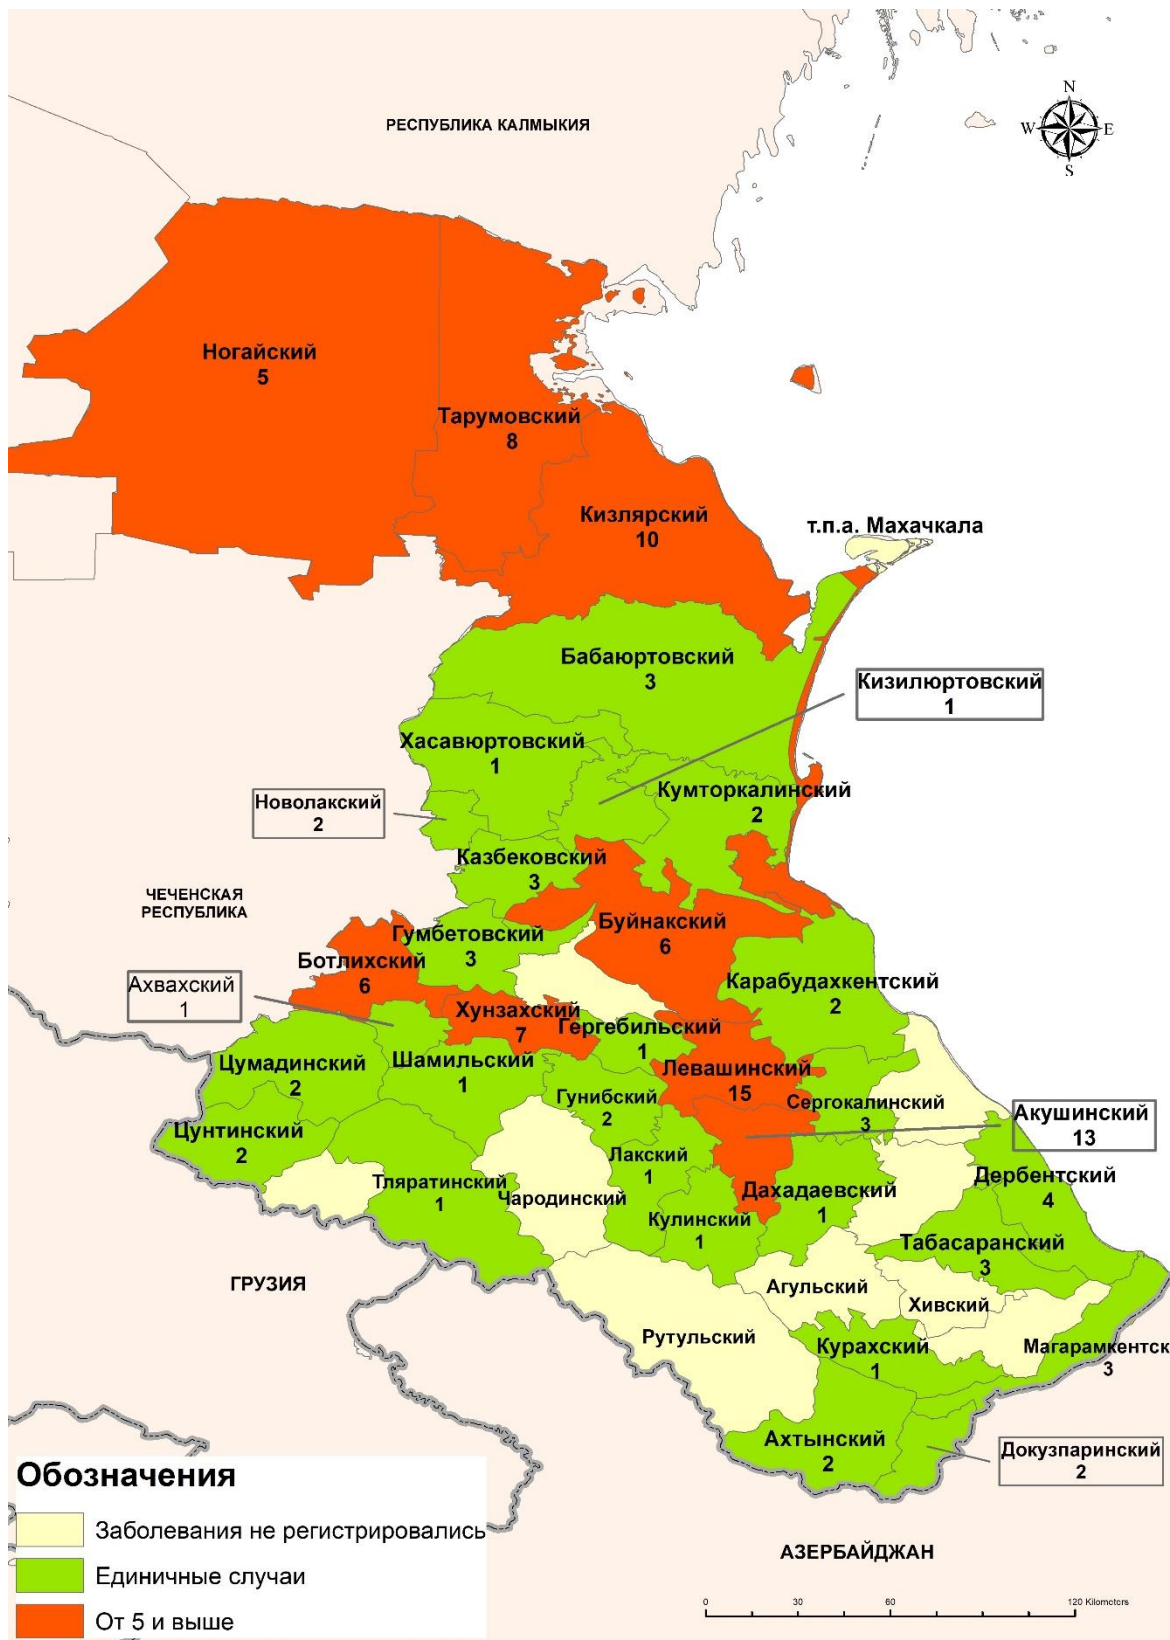 РЕСПУБЛИКА КАЛМЫКИЯ
N
W
E
S
Ногайский
5
Тарумовский
8
Кизлярский
10
т.п.а. Махачкала
Бабаюртовский
3
Кизилюртовский
1
Хасавюртовский
1
Новолакский
2
Кумторкалинский
2
Казбековский
3
ЧЕЧЕНСКАЯ
РЕСПУБЛИКА
Буйнакский
6
Гумбетовский
3
Ботлихский
6
Ахвахский
1
Карабудахкентский
2
Хунзахский
7
Гергебильский
1
Цумадинский
2
Шамильский
1
Левашинский
15
Гунибский
2
Сергокалинский
3
Акушинский
13
Цунтинский
2
Лакский
1
Тляратинский
1
Чародинский
Дахадаевский
1
Дербентский
4
Кулинский
1
Табасаранский
3
ГРУЗИЯ
Агульский
Хивский
Рутульский
Курахский
1
Магарамкентск
3
Ахтынский
2
Докузпаринский
2
Обозначения
Заболевания не регистрировались
Единичные случаи
От 5 и выше
АЗЕРБАЙДЖАН
0 30 60 120 Kilometers